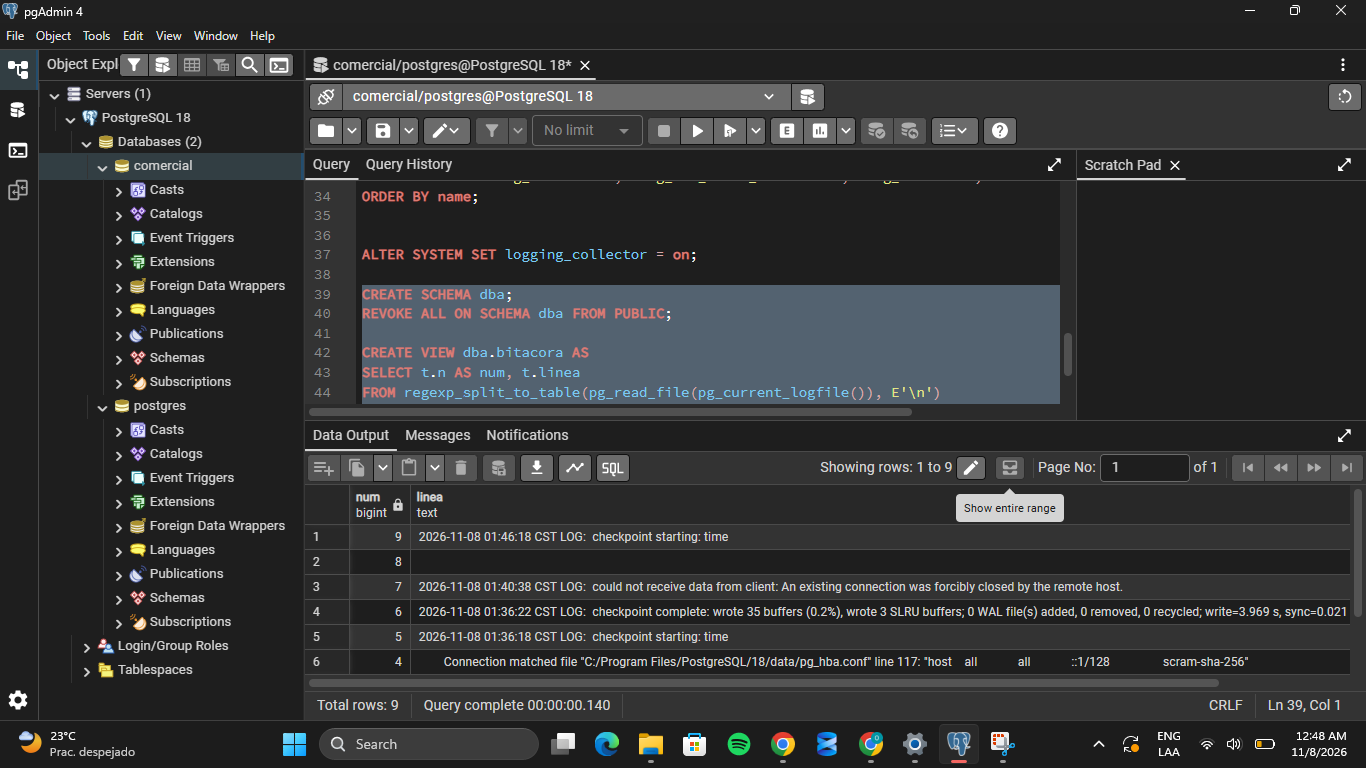 pgAdmin 4
File Object Tools Edit View Window Help
Object Expl
Servers (1)
PostgreSQL 18
Databases (2)
comercial
Casts
Catalogs
Event Triggers
Extensions
Foreign Data Wrappers
Languages
Publications
Schemas
Subscriptions
postgres
Casts
Catalogs
Event Triggers
Extensions
Foreign Data Wrappers
Languages
Publications
Schemas
Subscriptions
Login/Group Roles
Tablespaces
comercial/postgres@PostgreSQL 18*
comercial/postgres@PostgreSQL 18
No limit
E
Query Query History
Scratch Pad
34 ORDER BY name;
35
36
37 ALTER SYSTEM SET logging_collector = on;
38
39 CREATE SCHEMA dba;
40 REVOKE ALL ON SCHEMA dba FROM PUBLIC;
41
42 CREATE VIEW dba.bitacora AS
43 SELECT t.n AS num, t.linea
44 FROM regexp_split_to_table(pg_read_file(pg_current_logfile()), E'\n')
Data Output Messages Notifications
SQL
Showing rows: 1 to 9
Page No: 1 of 1
Show entire range
num bigint
linea text
1 9 2026-11-08 01:46:18 CST LOG: checkpoint starting: time
2 8
3 7 2026-11-08 01:40:38 CST LOG: could not receive data from client: An existing connection was forcibly closed by the remote host.
4 6 2026-11-08 01:36:22 CST LOG: checkpoint complete: wrote 35 buffers (0.2%), wrote 3 SLRU buffers; 0 WAL file(s) added, 0 removed, 0 recycled; write=3.969 s, sync=0.021
5 5 2026-11-08 01:36:18 CST LOG: checkpoint starting: time
6 4 Connection matched file "C:/Program Files/PostgreSQL/18/data/pg_hba.conf" line 117: "host all all ::1/128 scram-sha-256"
Total rows: 9 Query complete 00:00:00.140
CRLF Ln 39, Col 1
23°C
Prac. despejado
Search
ENG
LAA
12:48 AM
11/8/2026